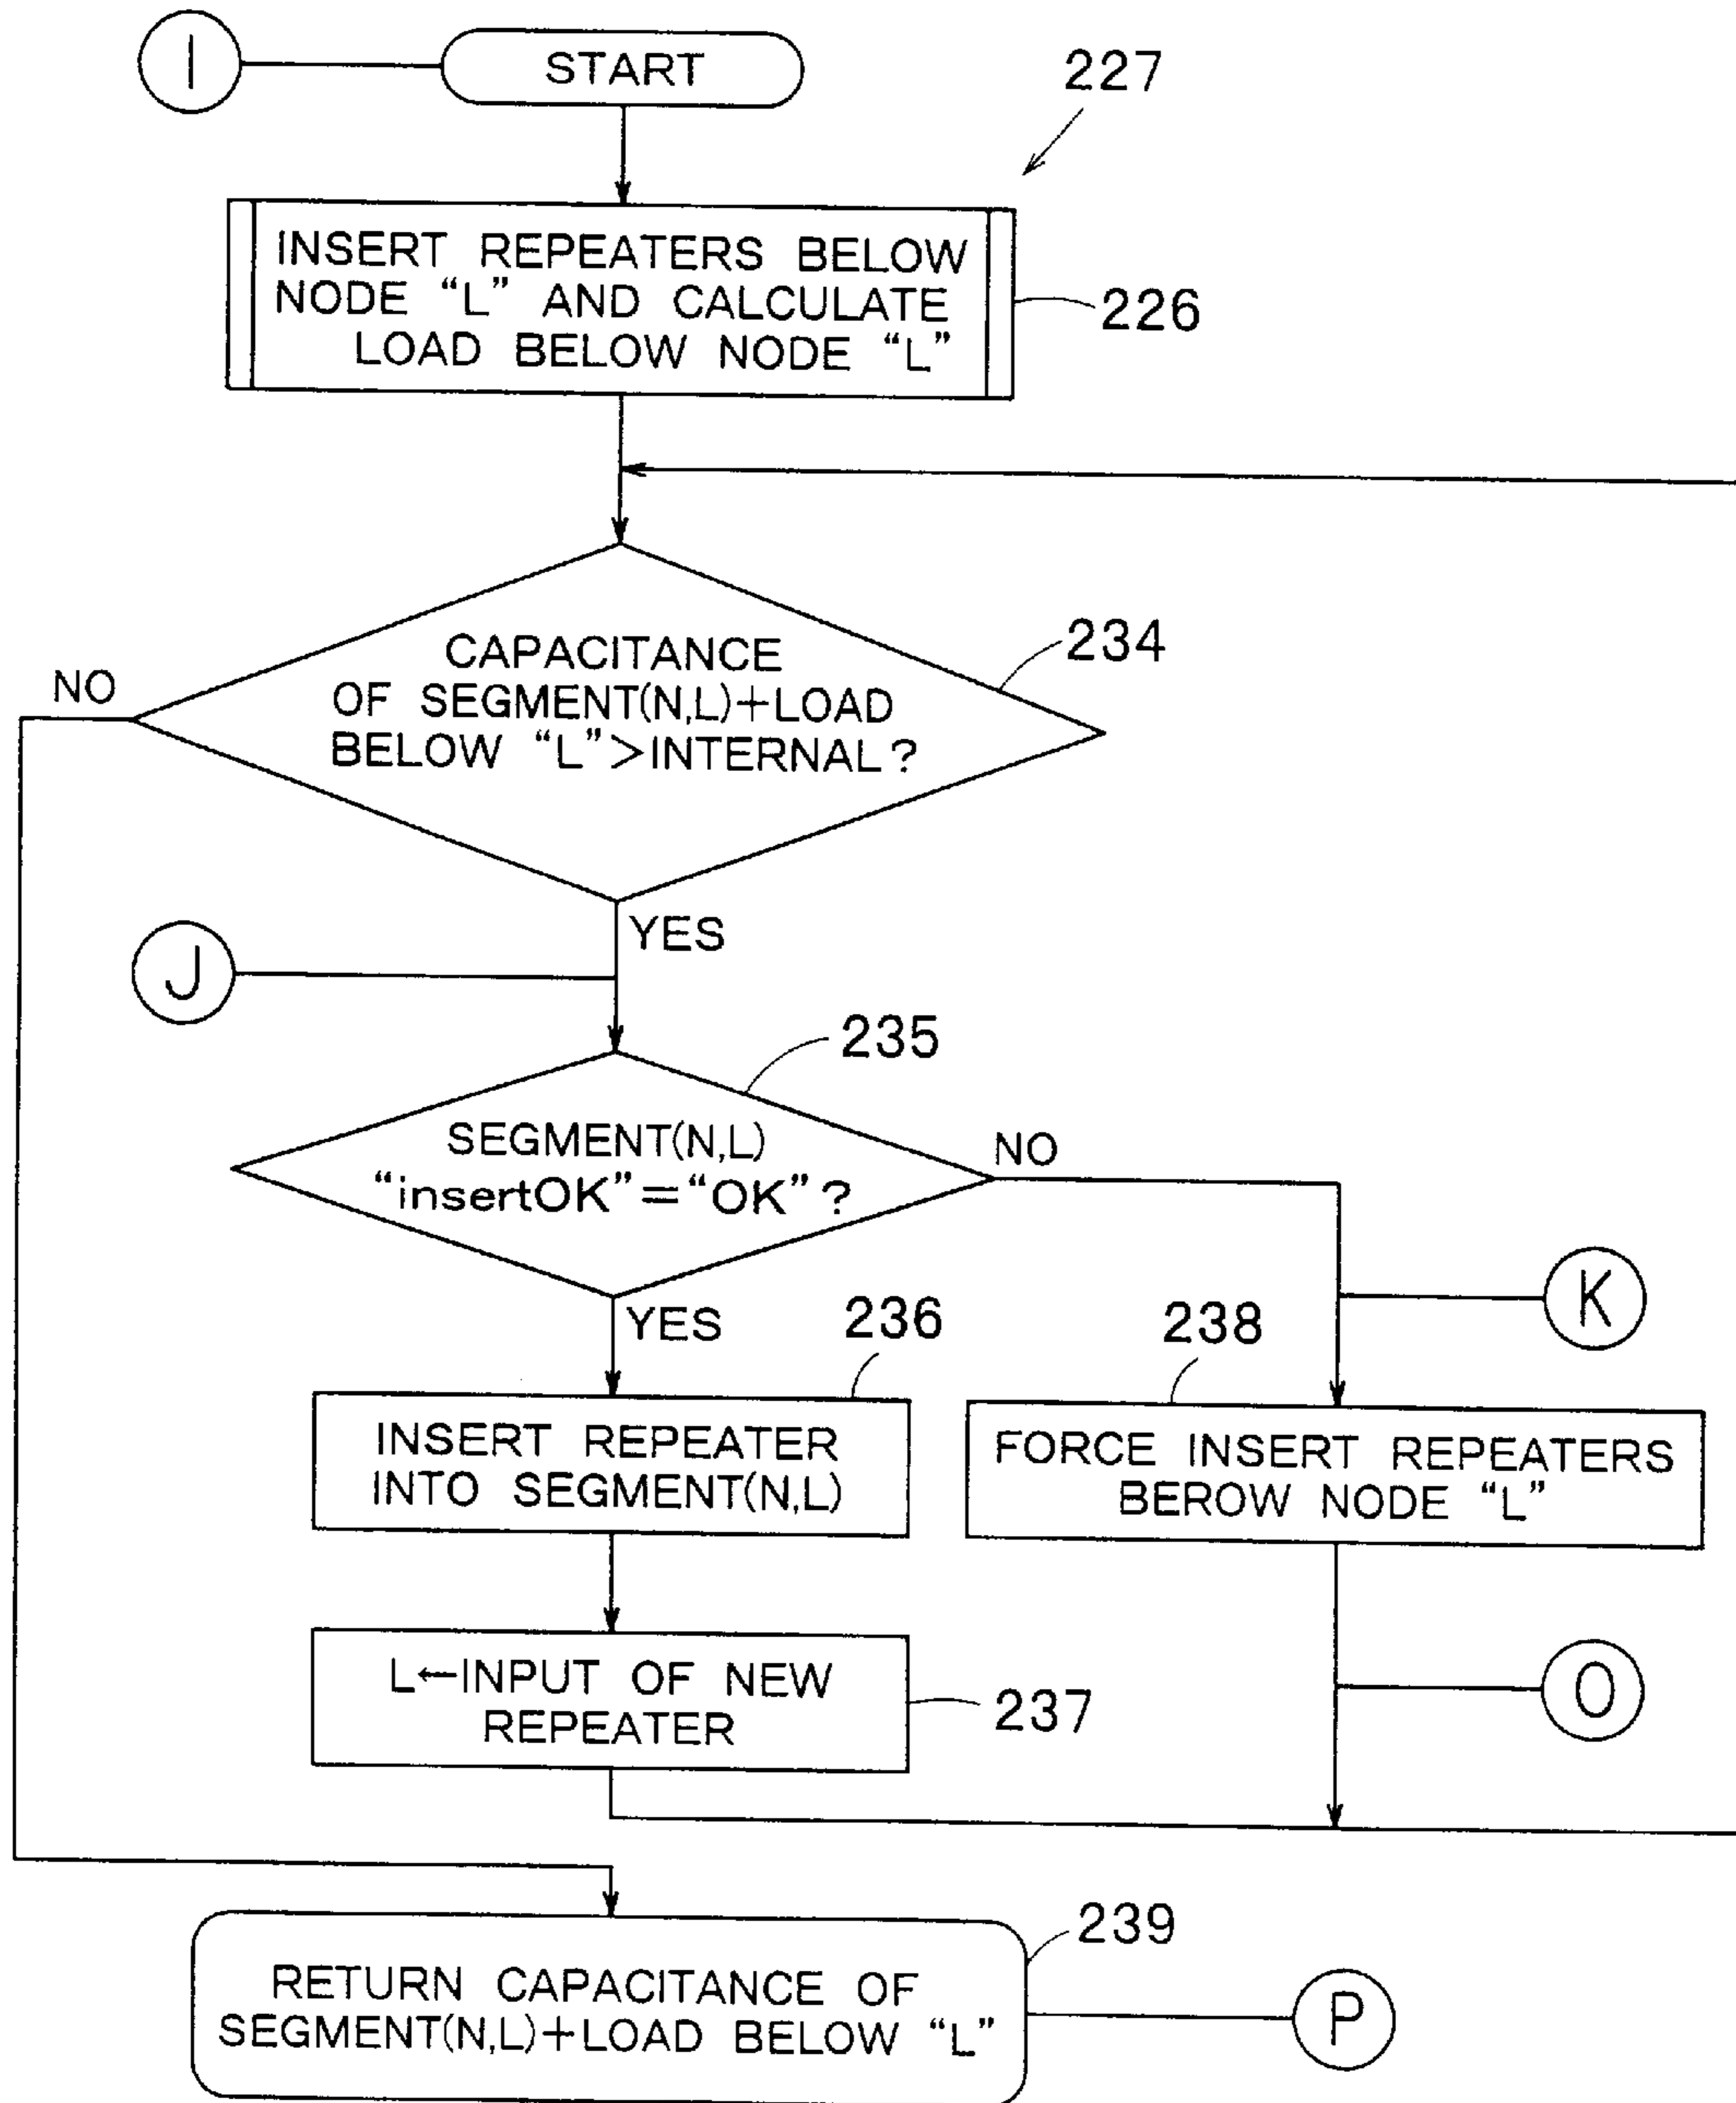 I
START
227
INSERT REPEATERS BELOW
NODE “L” AND CALCULATE
LOAD BELOW NODE “L”
226
CAPACITANCE
OF SEGMENT(N,L)+LOAD
BELOW “L”>INTERNAL?
234
NO
YES
J
235
SEGMENT(N,L)
“insertOK”=“OK”?
NO
YES
K
236
INSERT REPEATER
INTO SEGMENT(N,L)
238
FORCE INSERT REPEATERS
BEROW NODE “L”
L←INPUT OF NEW
REPEATER
237
O
RETURN CAPACITANCE OF
SEGMENT(N,L)+LOAD BELOW “L”
239
P